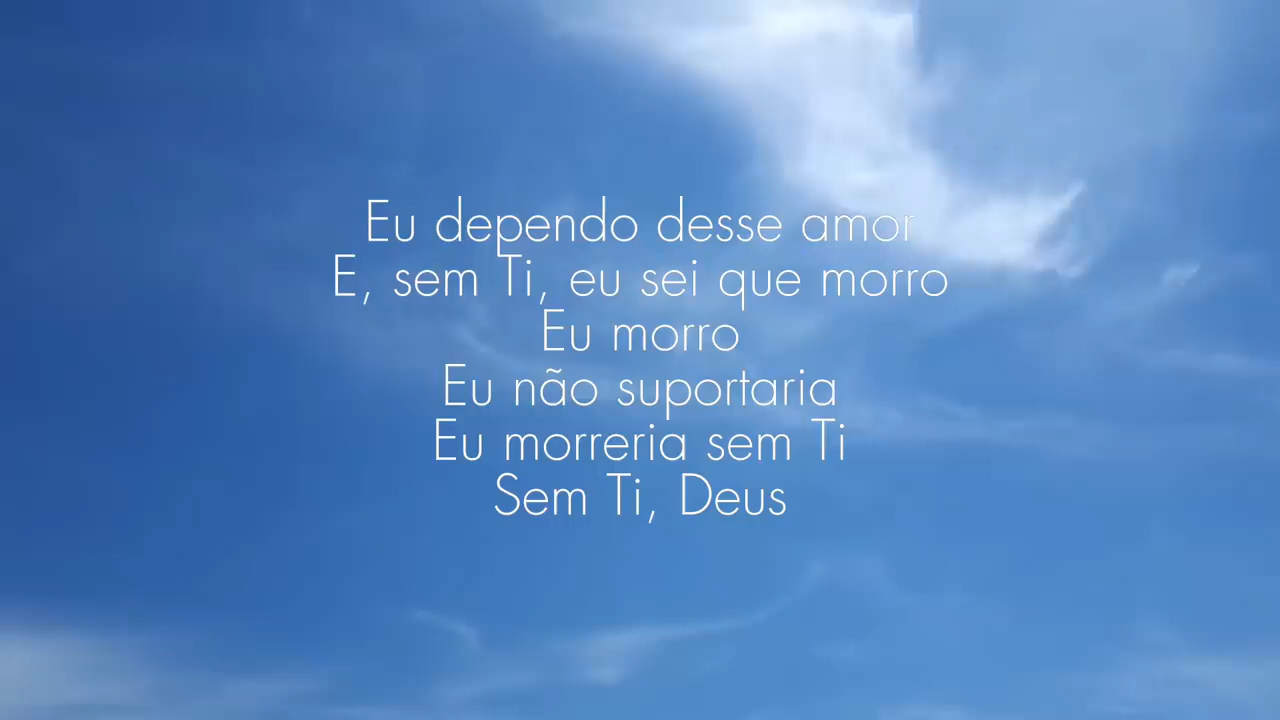 Eu dependo desse amor
E, sem Ti, eu sei que morro
Eu morro
Eu não suportaria
Eu morreria sem Ti
Sem Ti, Deus